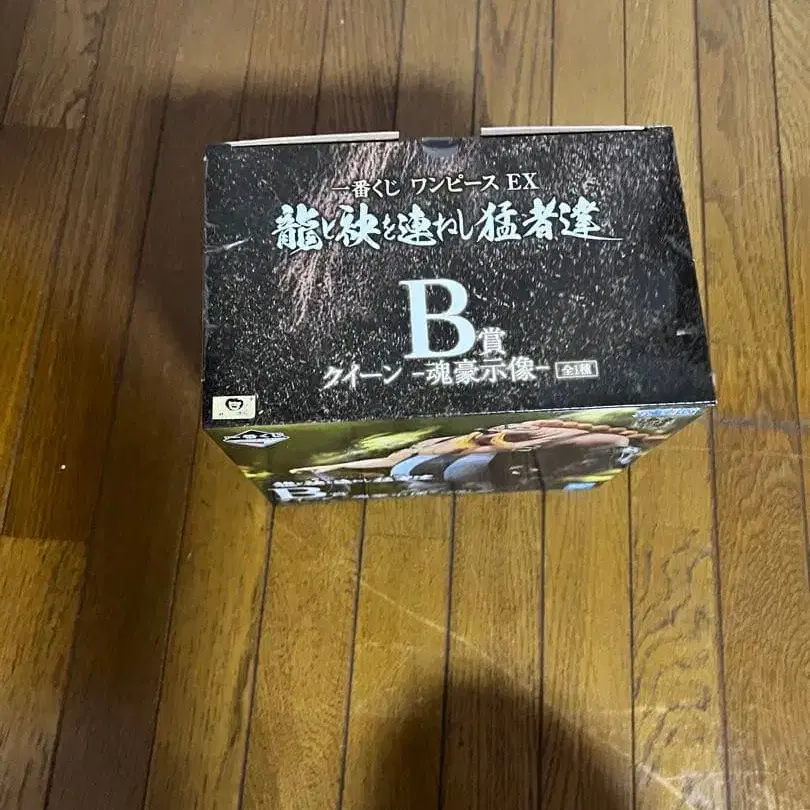 一番くじ ワンピース EX
龍と袂を連ねし猛者達
B賞
クイーン -魂豪示像- 全1種
B